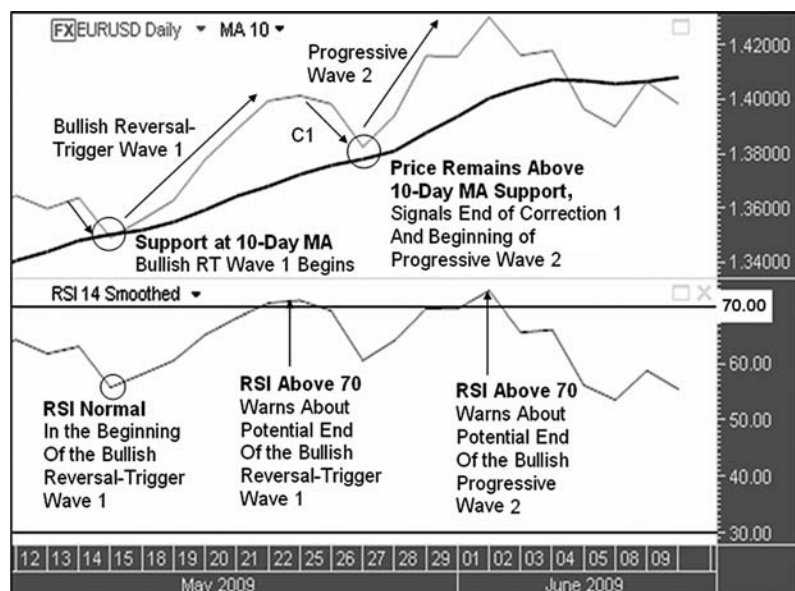 FX EURUSD Daily MA 10
Progressive
Wave 2
Bullish Reversal-
Trigger Wave 1
C1
Price Remains Above
10-Day MA Support,
Signals End of Correction 1
And Beginning of
Progressive Wave 2
Support at 10-Day MA
Bullish RT Wave 1 Begins
1.42000
1.40000
1.38000
1.36000
1.34000
RSI 14 Smoothed
70.00
60.00
50.00
40.00
30.00
RSI Normal
In the Beginning
Of the Bullish
Reversal-Trigger
Wave 1
RSI Above 70
Warns About
Potential End
Of the Bullish
Reversal-Trigger
Wave 1
RSI Above 70
Warns About
Potential End
Of the Bullish
Progressive
Wave 2
12 13 14 15 18 19 20 21 22 25 26 27 28 29 01 02 03 04 05 08 09
May 2009 June 2009